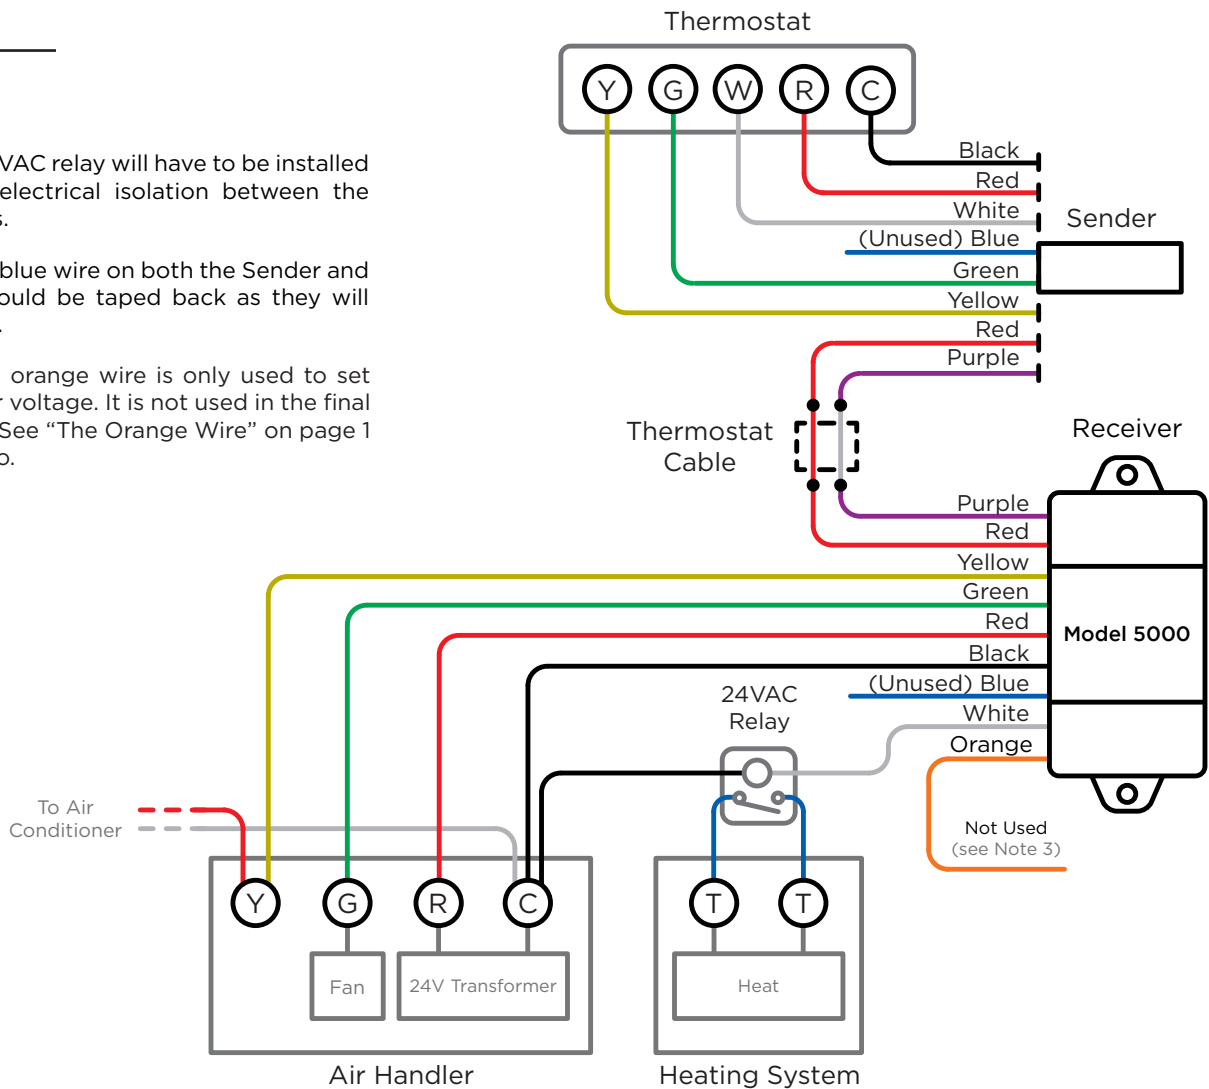 VAC relay will have to be installed
electrical isolation between the
s.
blue wire on both the Sender and
ould be taped back as they will
orange wire is only used to set
r voltage. It is not used in the final
See “The Orange Wire” on page 1
o.
Thermostat
Y G W R C
Black
Red
White
(Unused) Blue
Green
Yellow
Red
Purple
Sender
Thermostat
Cable
Receiver
Purple
Red
Yellow
Green
Red
Black
(Unused) Blue
White
Orange
Model 5000
24VAC
Relay
Not Used
(see Note 3)
To Air
Conditioner
Y G R C
T T
Fan
24V Transformer
Heat
Air Handler
Heating System